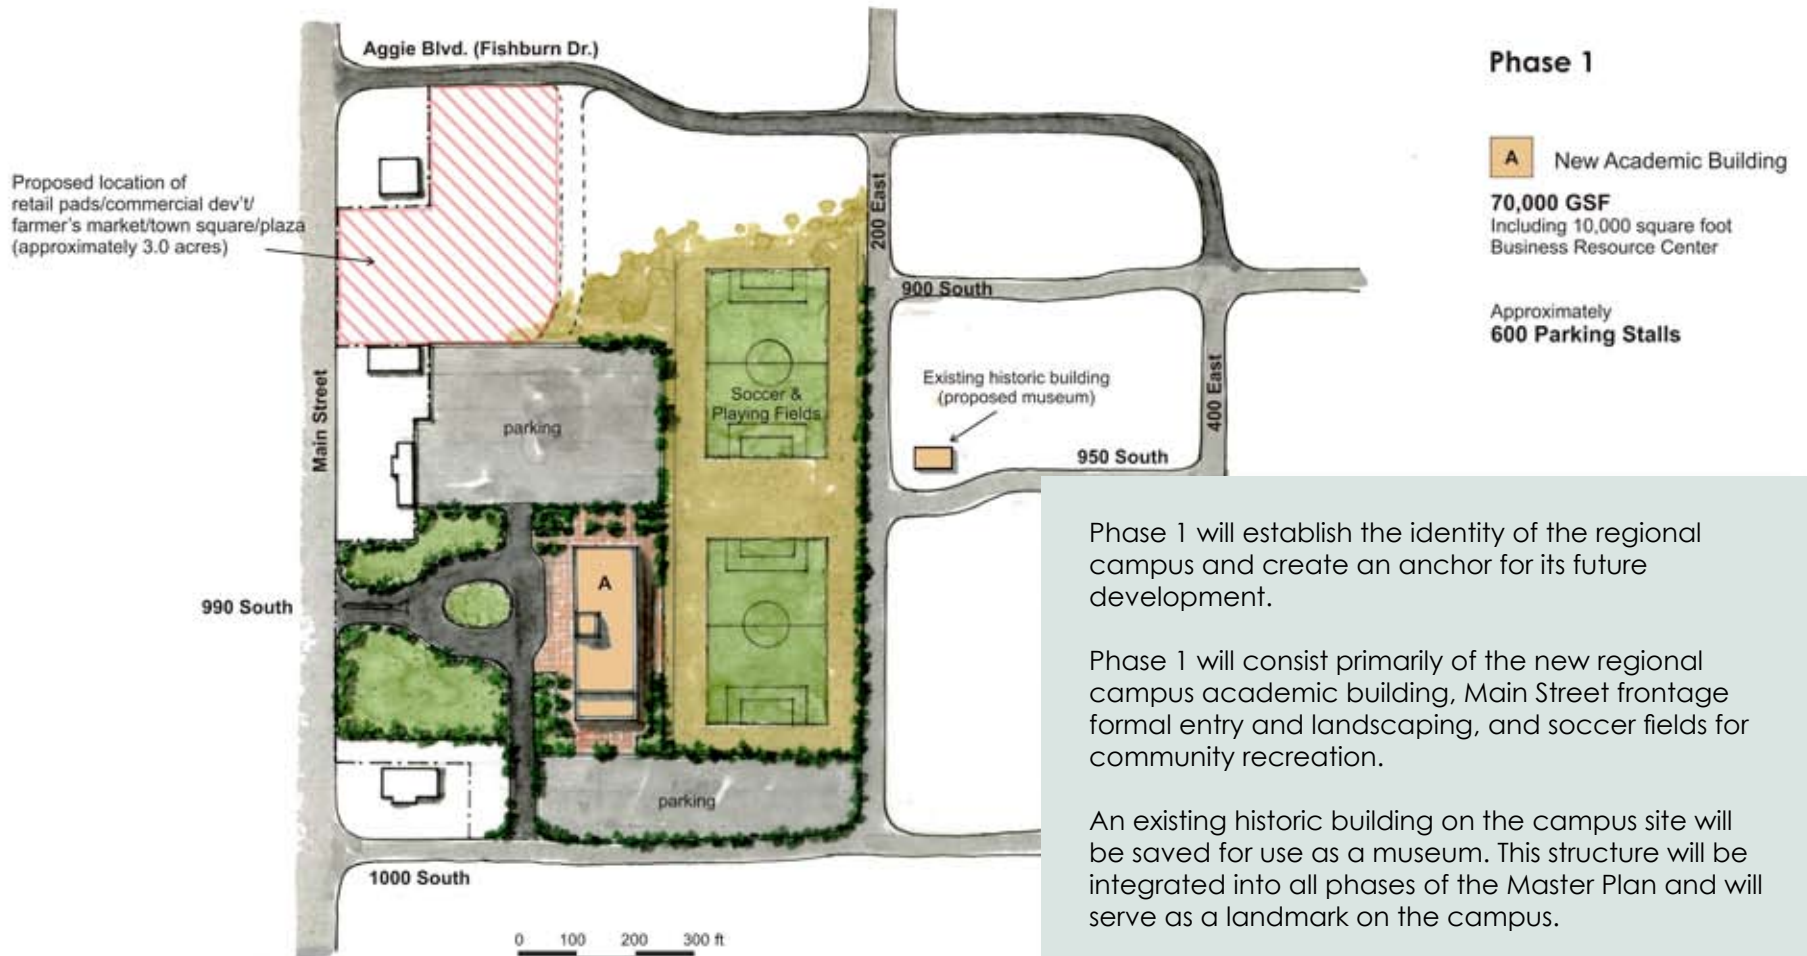 Aggie Blvd. (Fishburn Dr.)
Phase 1
A New Academic Building
70,000 GSF
Including 10,000 square foot
Business Resource Center
Approximately
600 Parking Stalls
Proposed location of
retail pads/commercial dev't/
farmer's market/town square/plaza
(approximately 3.0 acres)
200 East
900 South
Main Street
Soccer &
Playing Fields
Existing historic building
(proposed museum)
400 East
parking
950 South
A
990 South
parking
1000 South
0 100 200 300 ft
Phase 1 will establish the identity of the regional
campus and create an anchor for its future
development.
Phase 1 will consist primarily of the new regional
campus academic building, Main Street frontage
formal entry and landscaping, and soccer fields for
community recreation.
An existing historic building on the campus site will
be saved for use as a museum. This structure will be
integrated into all phases of the Master Plan and will
serve as a landmark on the campus.